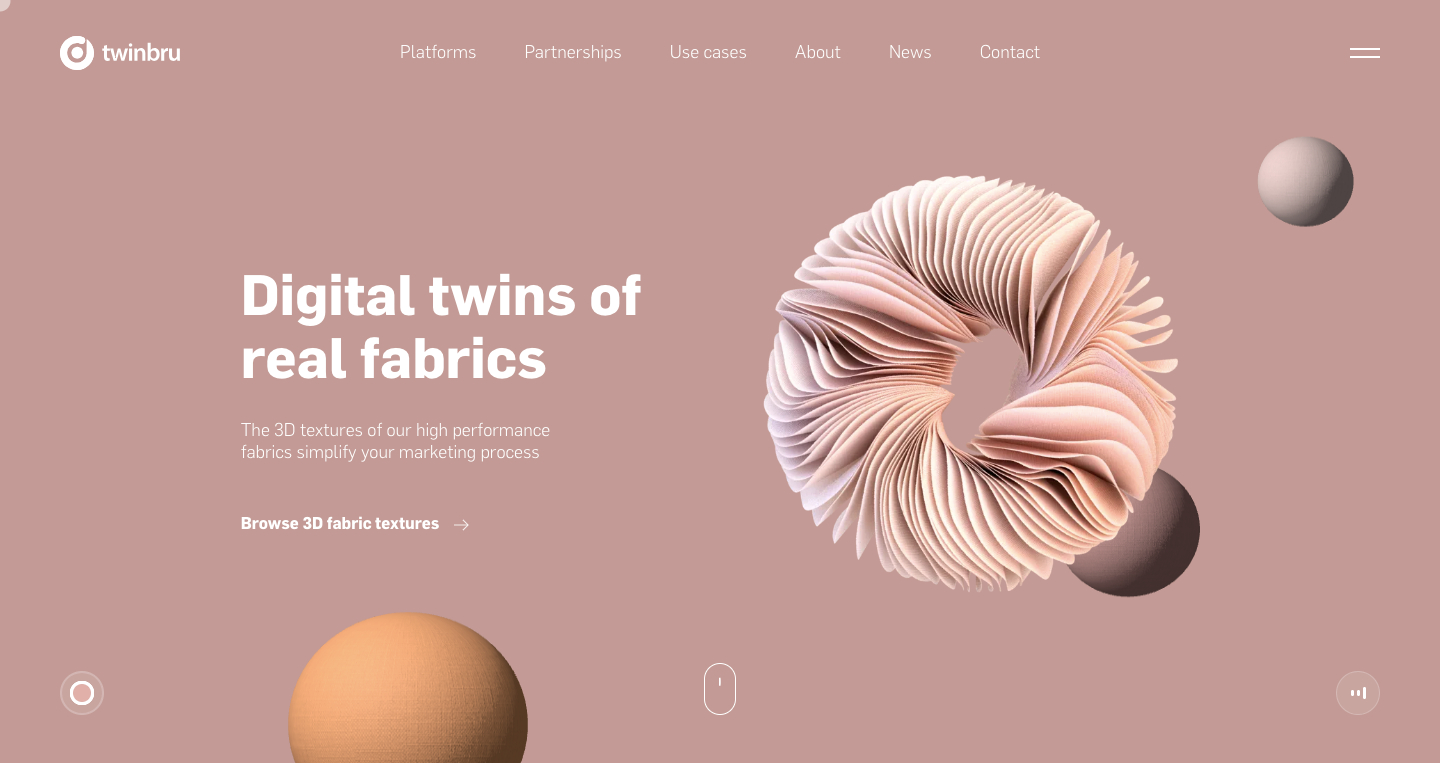 twinbru
Platforms
Partnerships
Use cases
About
News
Contact
Digital twins of
real fabrics
The 3D textures of our high performance
fabrics simplify your marketing process
Browse 3D fabric textures